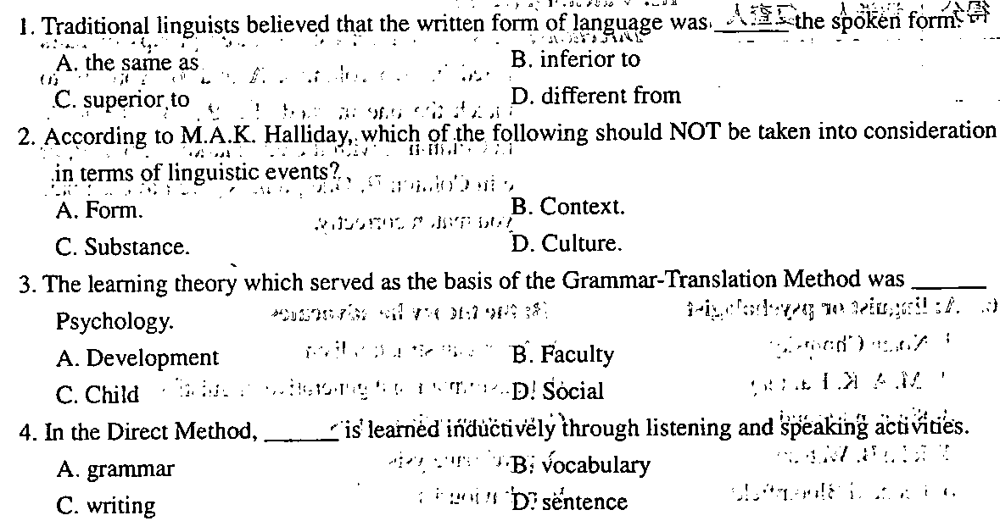 1. Traditional linguists believed that the written form of language was ______ the spoken form.
A. the same as B. inferior to
C. superior to D. different from
2. According to M.A.K. Halliday, which of the following should NOT be taken into consideration
in terms of linguistic events?
A. Form. B. Context.
C. Substance. D. Culture.
3. The learning theory which served as the basis of the Grammar-Translation Method was ______
Psychology.
A. Development B. Faculty
C. Child D. Social
4. In the Direct Method, ______ is learned inductively through listening and speaking activities.
A. grammar B. vocabulary
C. writing D. sentence